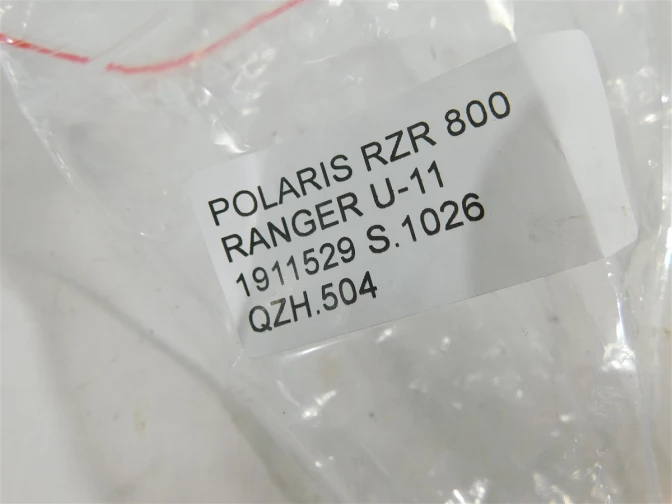 POLARIS RZR 800
RANGER U-11
1911529 S.1026
QZH.504